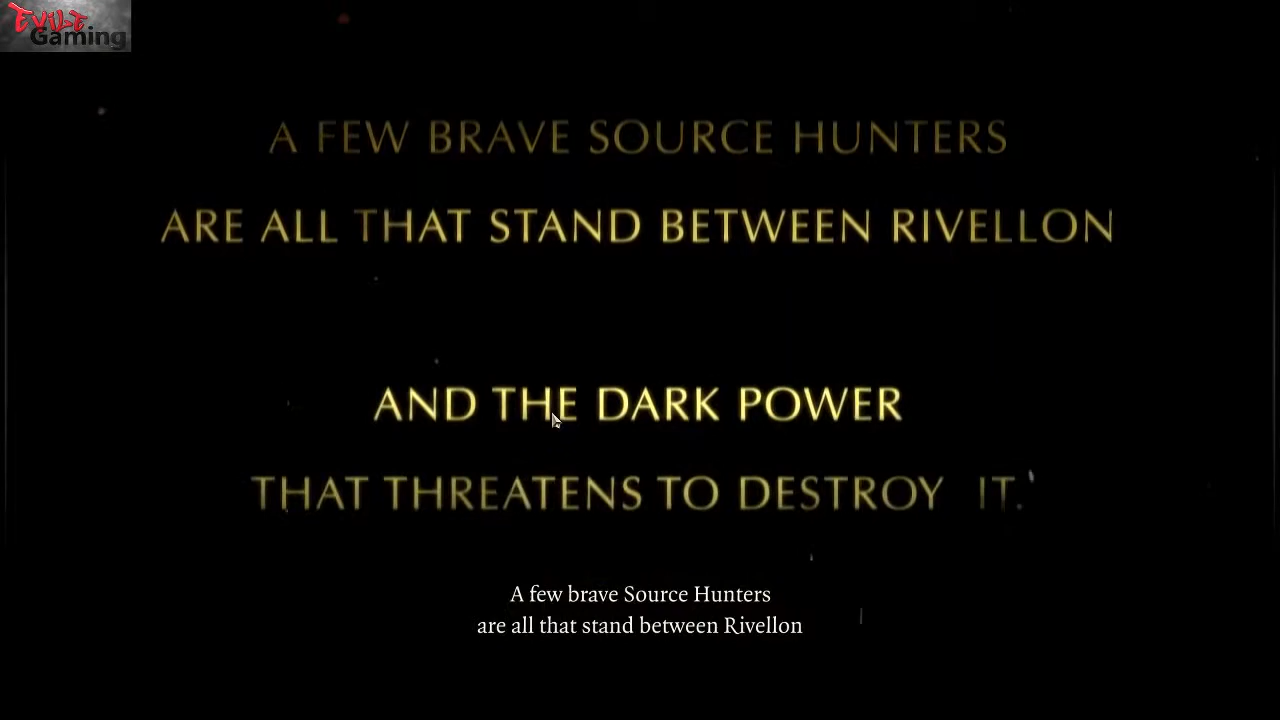 EVILE
Gaming
A FEW BRAVE SOURCE HUNTERS
ARE ALL THAT STAND BETWEEN RIVELLON
AND THE DARK POWER
THAT THREATENS TO DESTROY IT.
A few brave Source Hunters
are all that stand between Rivellon